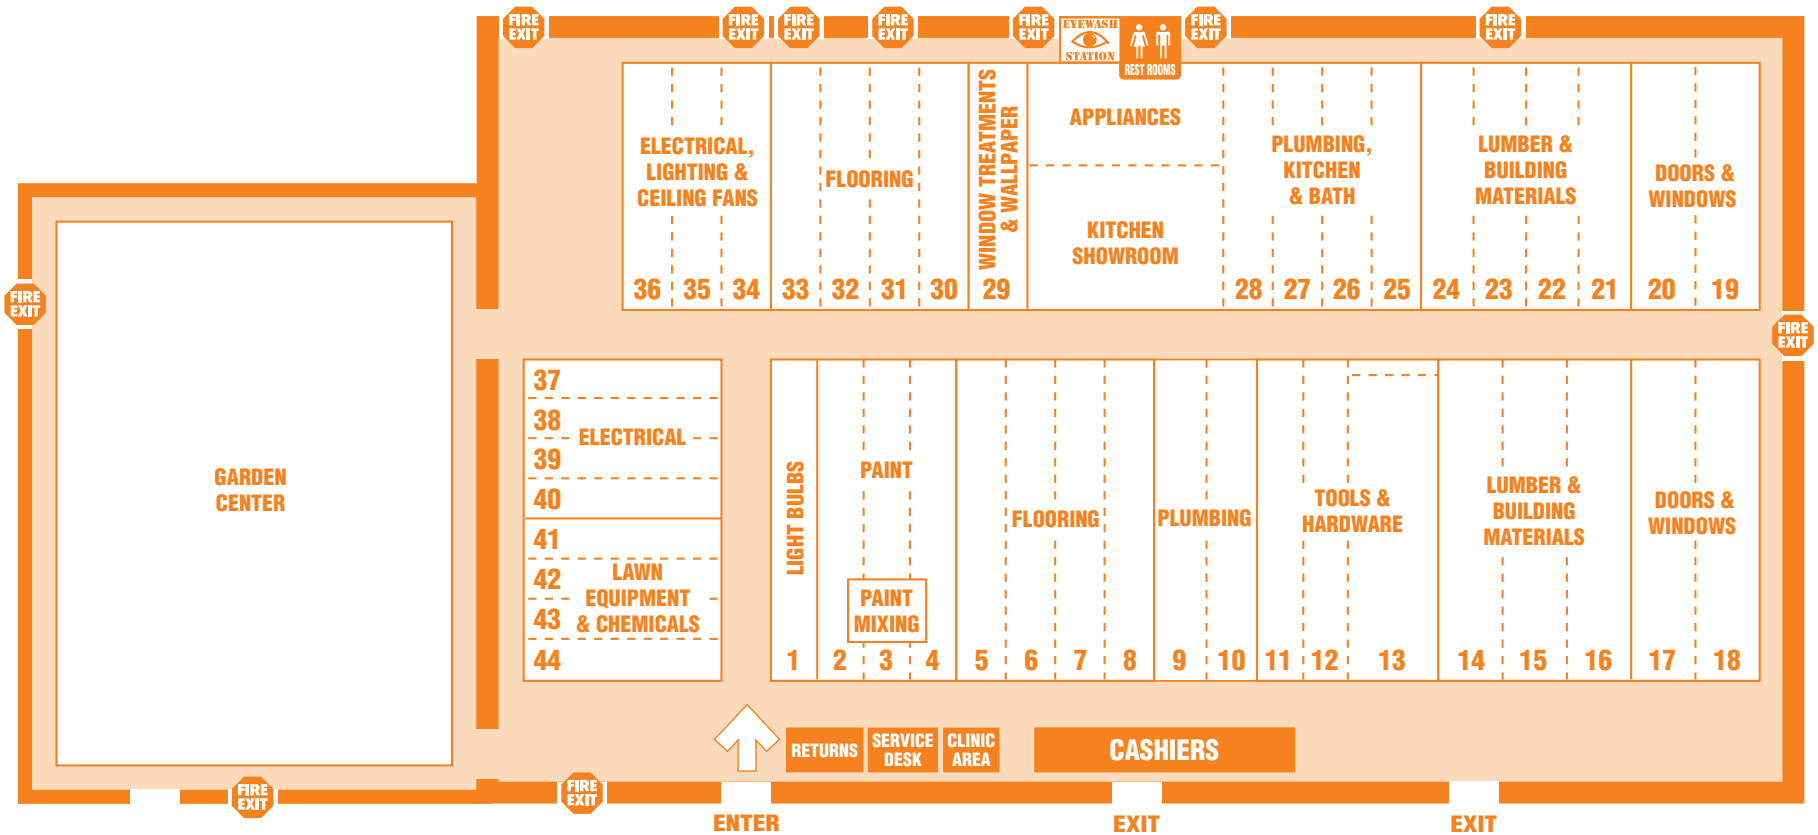 FIRE
EXIT
FIRE
EXIT
FIRE
EXIT
FIRE
EXIT
FIRE
EXIT
EYEWASH
STATION
REST ROOMS
FIRE
EXIT
FIRE
EXIT
ELECTRICAL,
LIGHTING &
CEILING FANS
36 35 34
FLOORING
33 32 31 30
WINDOW TREATMENTS
& WALLPAPER
29
APPLIANCES
KITCHEN
SHOWROOM
PLUMBING,
KITCHEN
& BATH
28 27 26 25
LUMBER &
BUILDING
MATERIALS
24 23 22 21
DOORS &
WINDOWS
20 19
FIRE
EXIT
FIRE
EXIT
GARDEN
CENTER
37
38
ELECTRICAL
39
40
41
42
LAWN
EQUIPMENT
43
& CHEMICALS
44
LIGHT BULBS
1
PAINT
PAINT
MIXING
2 3 4
FLOORING
5 6 7 8
PLUMBING
9 10
TOOLS &
HARDWARE
11 12 13
LUMBER &
BUILDING
MATERIALS
14 15 16
DOORS &
WINDOWS
17 18
RETURNS
SERVICE
DESK
CLINIC
AREA
CASHIERS
FIRE
EXIT
FIRE
EXIT
ENTER
EXIT
EXIT